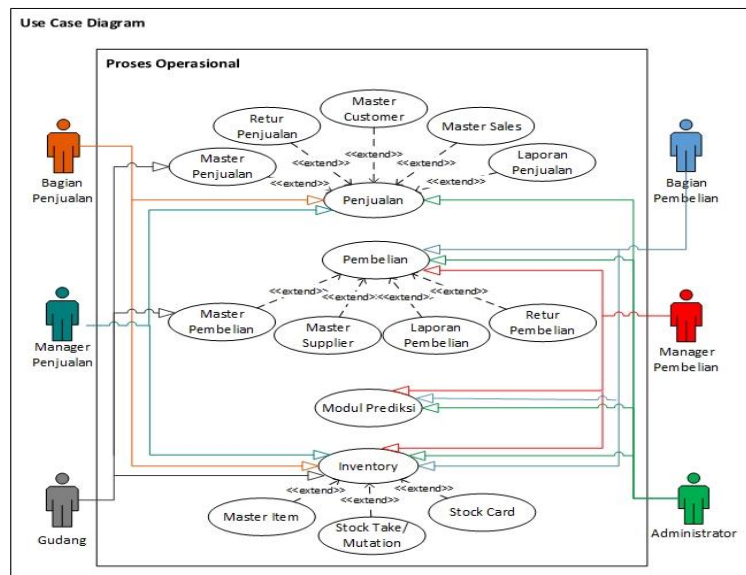 Use Case Diagram
Proses Operasional
Master
Customer
Retur
Penjualan
Master Sales
Master
Penjualan
Laporan
Penjualan
<<extend>>
<<extend>>
<<extend>>
<<extend>>
<<extend>>
Penjualan
Bagian
Penjualan
Bagian
Pembelian
Pembelian
<<extend>>
<<extend>>
<<extend>>
<<extend>>
Master
Pembelian
Master
Supplier
Laporan
Pembelian
Retur
Pembelian
Manager
Penjualan
Manager
Pembelian
Modul Prediksi
Inventory
<<extend>>
<<extend>>
<<extend>>
Master Item
Stock Take/
Mutation
Stock Card
Gudang
Administrator